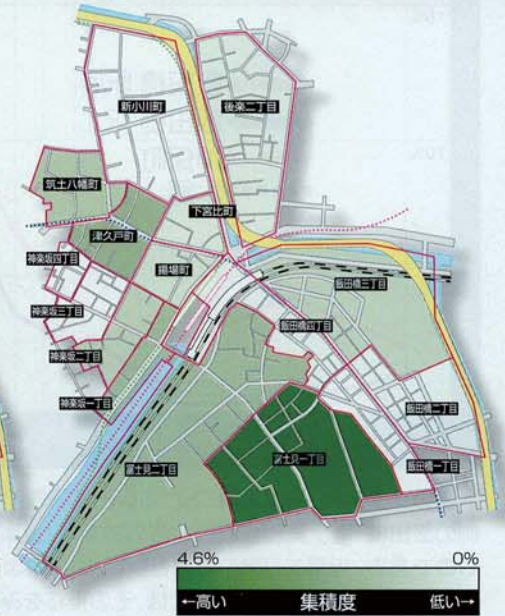 新小川町
後楽二丁目
筑土八幡町
下宮比町
津久戸町
神楽坂四丁目
揚場町
飯田橋三丁目
神楽坂三丁目
飯田橋四丁目
神楽坂二丁目
神楽坂一丁目
飯田橋二丁目
富士見二丁目
富士見一丁目
飯田橋一丁目
4.6% 0%
←高い 集積度 低い→